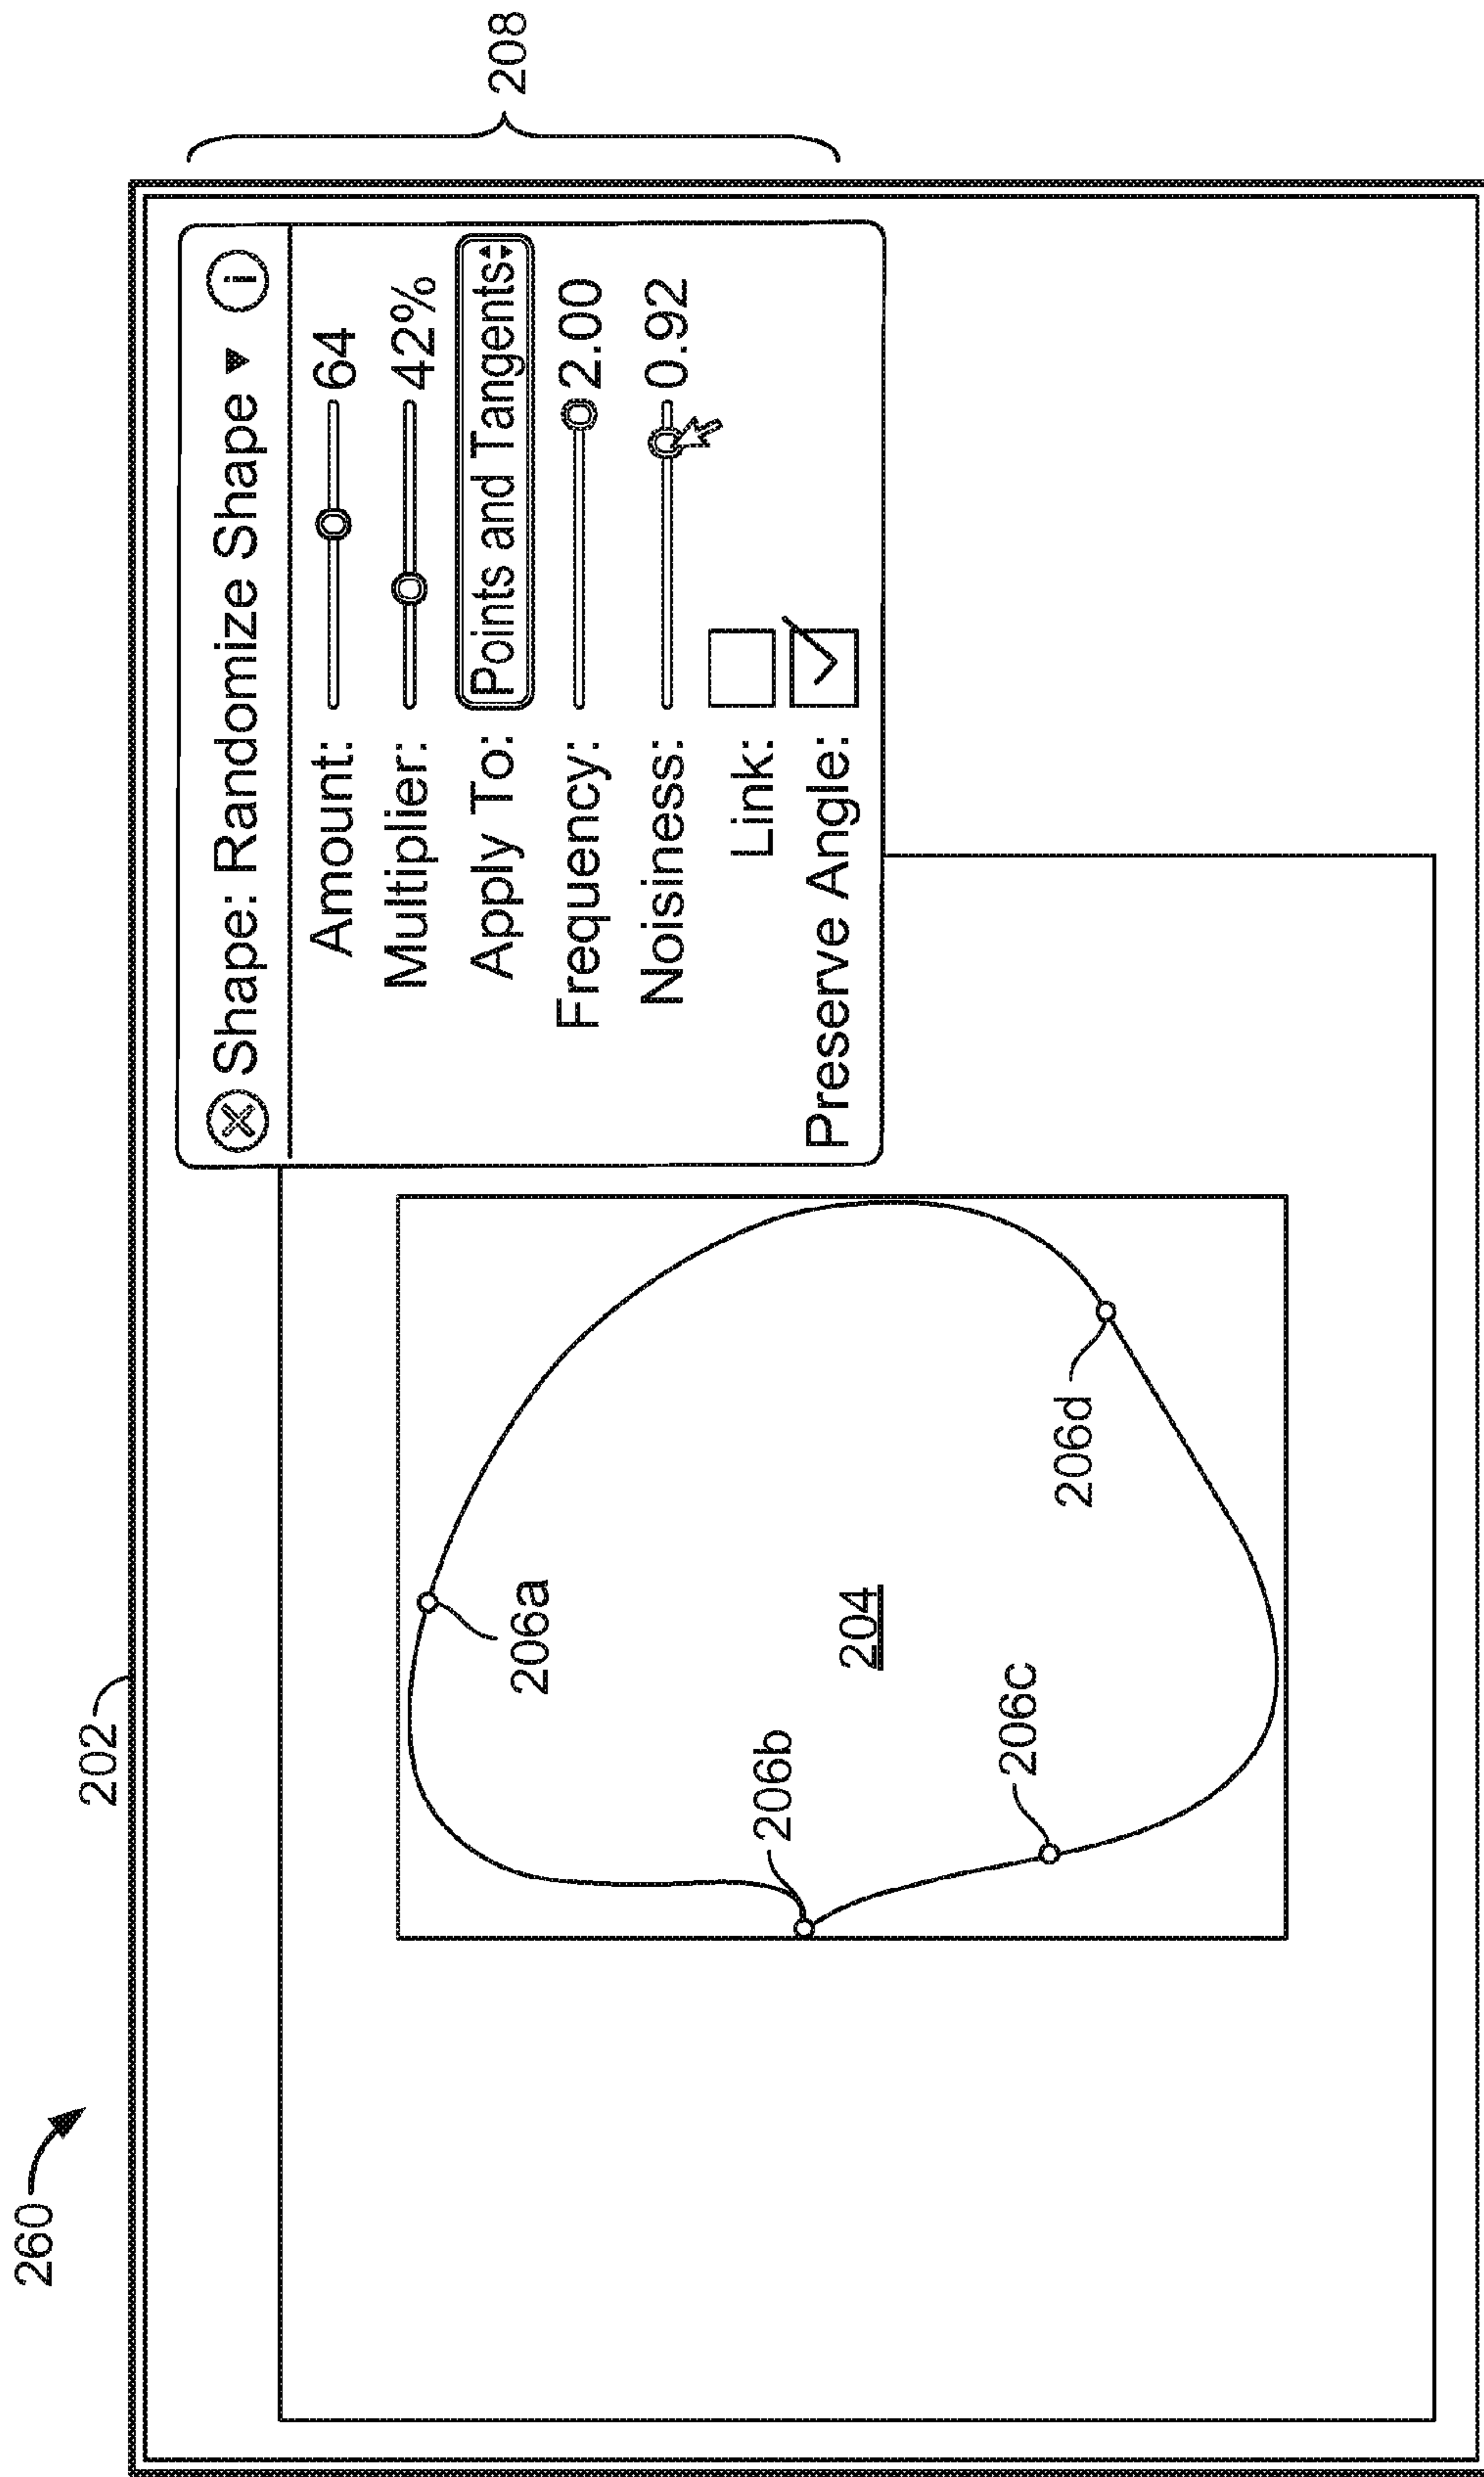 260
202
208
Shape: Randomize Shape
Amount: 64
Multiplier: 42%
Apply To: Points and Tangents
Frequency: 2.00
Noisiness: 0.92
Link:
Preserve Angle:
206a
206b
204
206c
206d